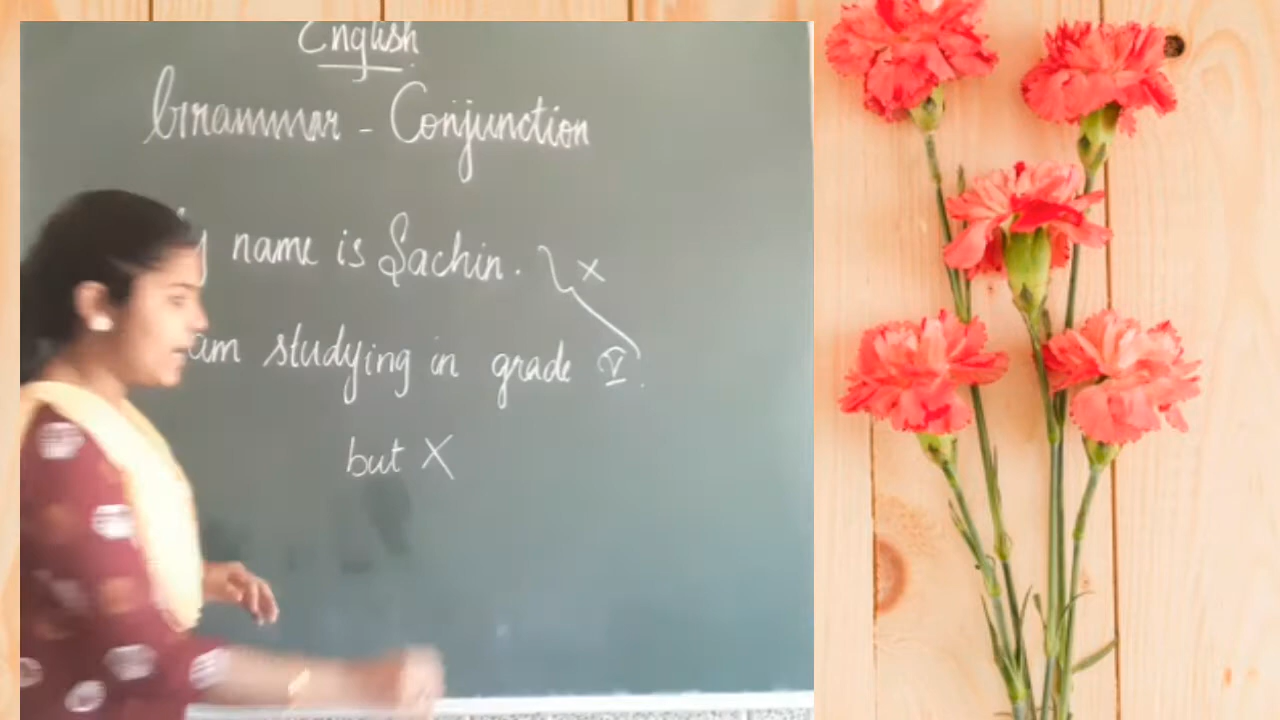 English
Grammar - Conjunction
name is Sachin. x
am studying in grade V.
but X